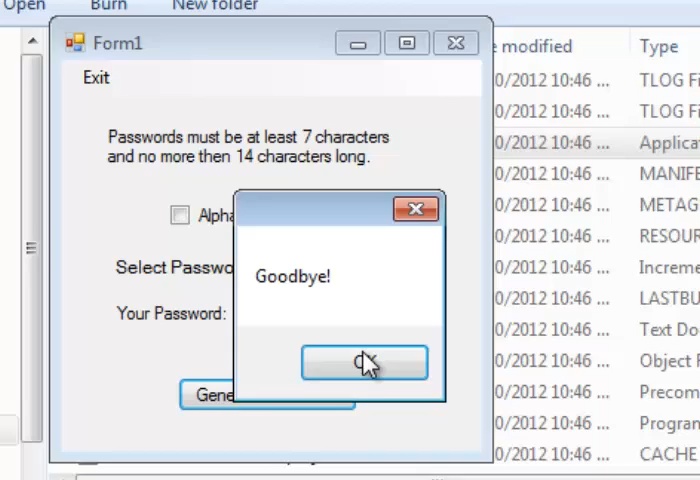 Open Burn New folder
Form1
Exit
Passwords must be at least 7 characters
and no more then 14 characters long.
Your Password:
Goodbye!
modified Type
0/2012 10:46 ... TLOG Fi
0/2012 10:46 ... TLOG Fi
0/2012 10:46 ... Applica
0/2012 10:46 ... MANIFE
0/2012 10:46 ... METAG
0/2012 10:46 ... RESOU
0/2012 10:46 ... Increme
0/2012 10:46 ... LASTBU
0/2012 10:46 ... Text Do
0/2012 10:46 ... Object F
0/2012 10:46 ... Precom
0/2012 10:46 ... Program
0/2012 10:46 ... CACHE
Alpha
Select Passwo
Gene